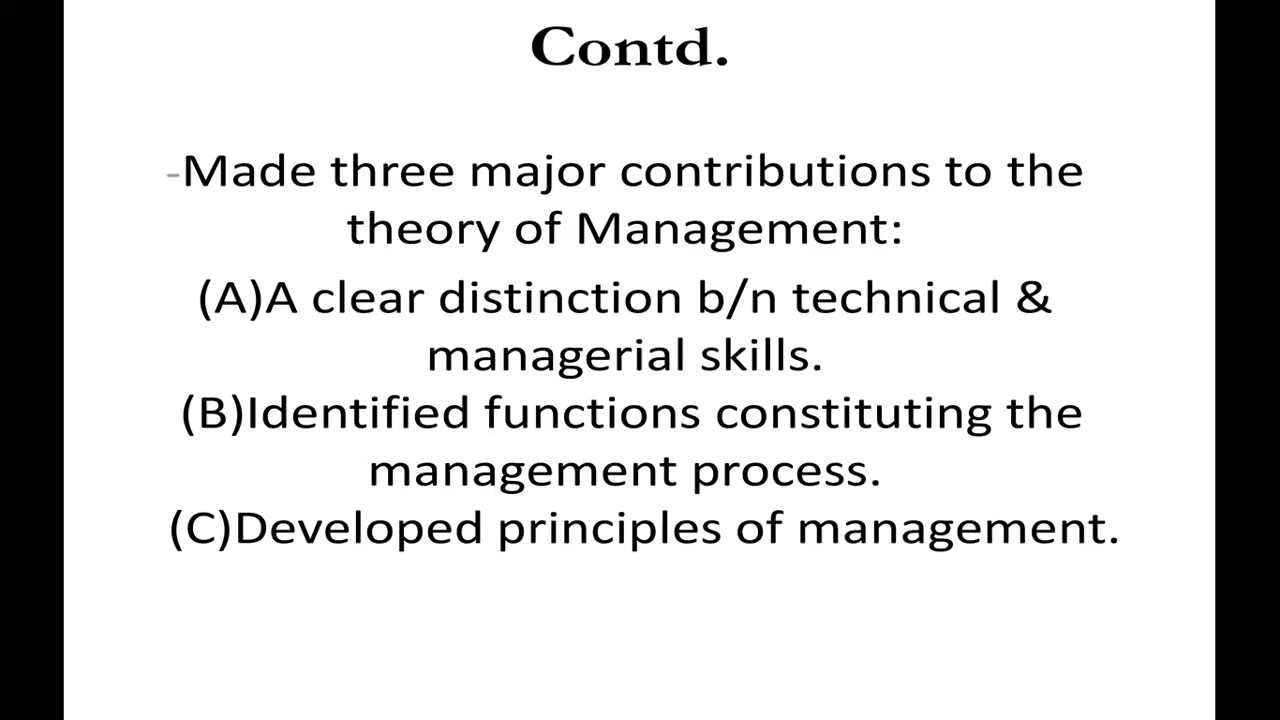 Contd.
-Made three major contributions to the
theory of Management:
(A)A clear distinction b/n technical &
managerial skills.
(B)Identified functions constituting the
management process.
(C)Developed principles of management.